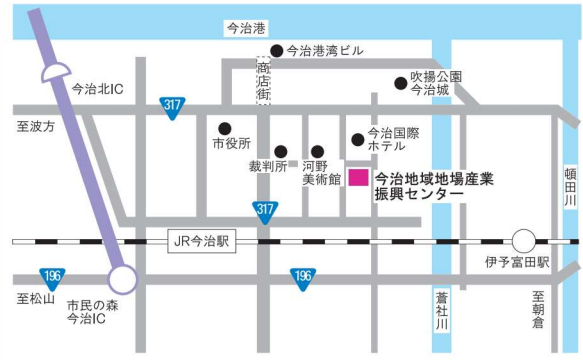 今治港
今治港湾ビル
商店街
吹揚公園
今治城
今治北IC
317
至波方
市役所
今治国際
ホテル
裁判所
河野
美術館
今治地域地場産業
振興センター
頓田川
317
JR今治駅
伊予富田駅
196
196
至松山
市民の森
今治IC
蒼社川
至朝倉